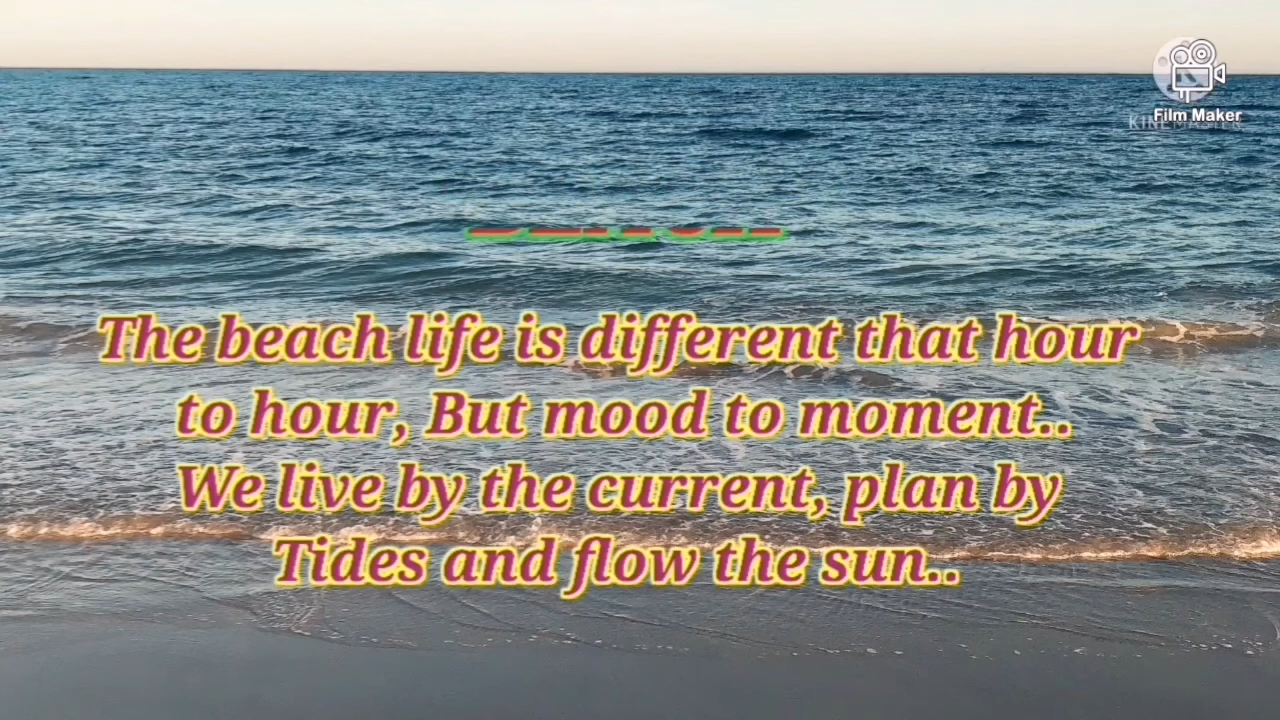 Film Maker
KINEMASTER
The beach life is different that hour
to hour, But mood to moment..
We live by the current, plan by
Tides and flow the sun..